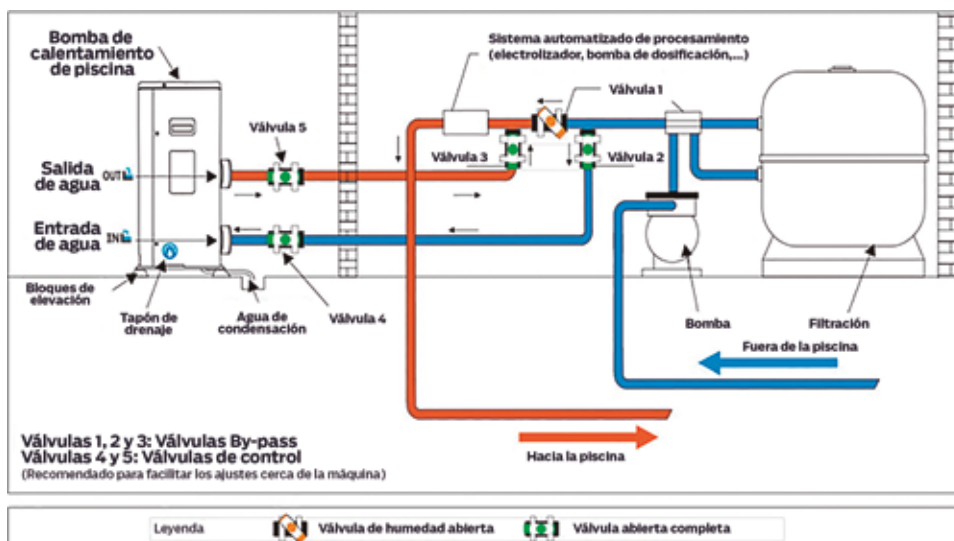 Bomba de
calentamiento
de piscina
Sistema automatizado de procesamiento
(electrolizador, bomba de dosificación,...)
Válvula 1
Válvula 5
Válvula 3
Válvula 2
Salida
de agua
OUT
Entrada
de agua
IN
Bloques de
elevación
Tapón de
drenaje
Agua de
condensación
Válvula 4
Bomba
Filtración
Fuera de la piscina
Hacia la piscina
Válvulas 1, 2 y 3: Válvulas By-pass
Válvulas 4 y 5: Válvulas de control
(Recomendado para facilitar los ajustes cerca de la máquina)
Leyenda
Válvula de humedad abierta
Válvula abierta completa